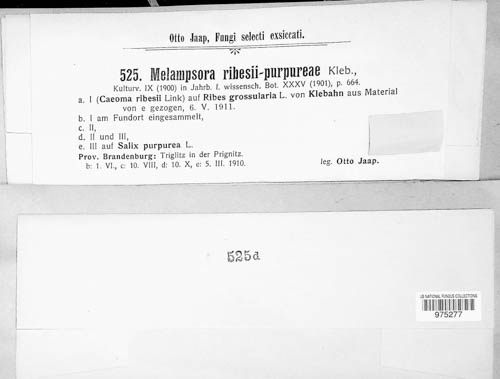 Otto Jaap, Fungi selecti exsiccati.
525. Melampsora ribesii-purpureae Kleb.,
Kulturv. IX (1900) in Jahrb. f. wissensch. Bot. XXXV (1901), p. 664.
a. I (Caeoma ribesii Link) auf Ribes grossularia L. von Klebahn aus Material
von e gezogen, 6. V. 1911.
b. I am Fundort eingesammelt,
c. II,
d. II und III,
e. III auf Salix purpurea L.
Prov. Brandenburg: Triglitz in der Prignitz.
b: 1. VI., c: 10. VIII, d: 10. X, e: 5. III. 1910.
leg. Otto Jaap.
525d
US NATIONAL FUNGUS COLLECTIONS
975277